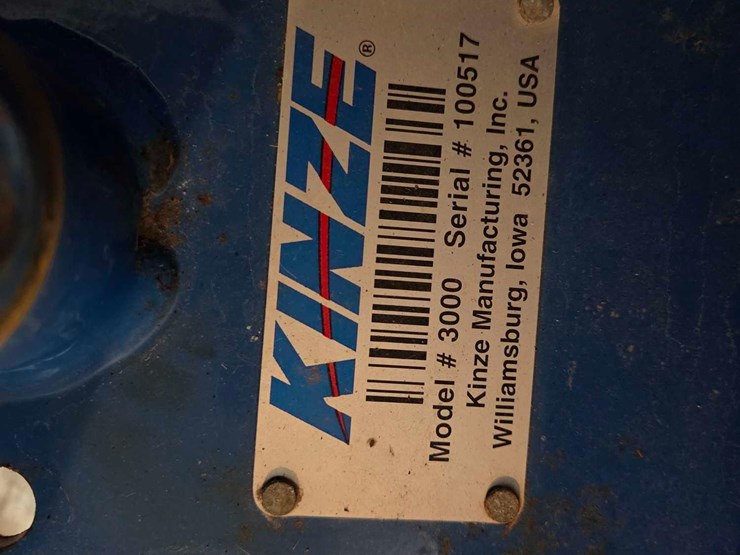 KINZE®
Model # 3000 Serial # 100517
Kinze Manufacturing, Inc.
Williamsburg, Iowa 52361, USA